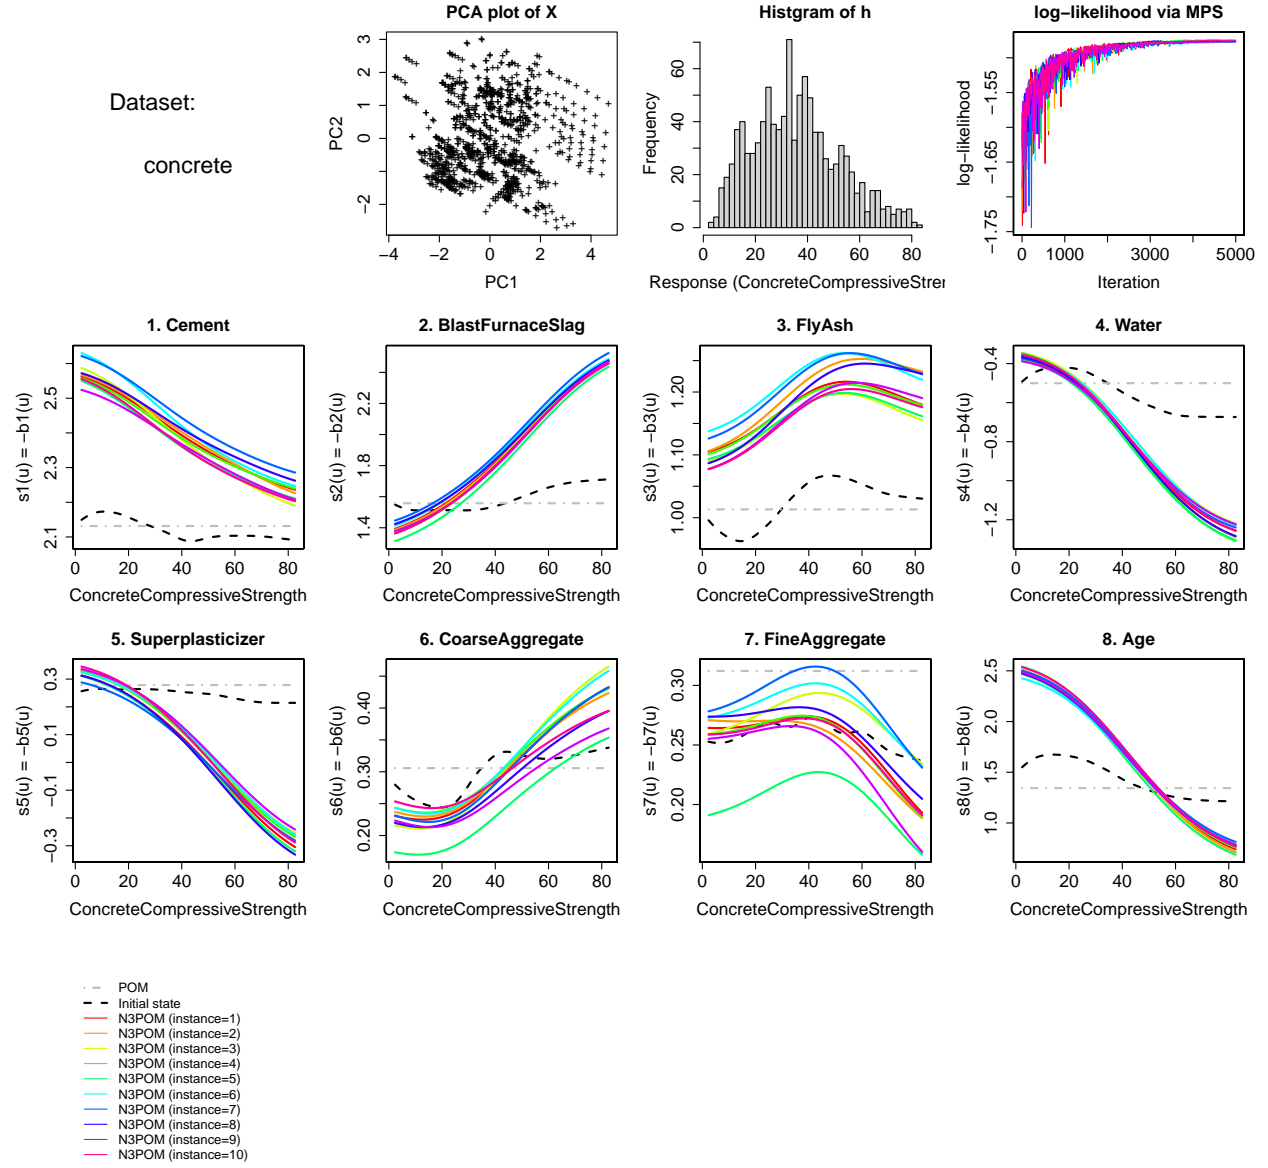 Dataset:
concrete
PCA plot of X
PC2
3
2
1
0
−2
−4
−2
0
2
4
PC1
Histgram of h
Frequency
60
40
20
0
0
20
40
60
80
Response (ConcreteCompressiveStrer
log−likelihood via MPS
log−likelihood
−1.55
−1.65
−1.75
0
1000
3000
5000
Iteration
1. Cement
s1(u) = −b1(u)
2.5
2.3
2.1
0 20 40 60 80
ConcreteCompressiveStrength
2. BlastFurnaceSlag
s2(u) = −b2(u)
2.2
1.8
1.4
0 20 40 60 80
ConcreteCompressiveStrength
3. FlyAsh
s3(u) = −b3(u)
1.20
1.10
1.00
0 20 40 60 80
ConcreteCompressiveStrength
4. Water
s4(u) = −b4(u)
−0.4
−0.8
−1.2
0 20 40 60 80
ConcreteCompressiveStrength
5. Superplasticizer
s5(u) = −b5(u)
0.3
0.1
−0.1
−0.3
0 20 40 60 80
ConcreteCompressiveStrength
6. CoarseAggregate
s6(u) = −b6(u)
0.40
0.30
0.20
0 20 40 60 80
ConcreteCompressiveStrength
7. FineAggregate
s7(u) = −b7(u)
0.30
0.25
0.20
0 20 40 60 80
ConcreteCompressiveStrength
8. Age
s8(u) = −b8(u)
2.5
2.0
1.5
1.0
0 20 40 60 80
ConcreteCompressiveStrength
POM
Initial state
N3POM (instance=1)
N3POM (instance=2)
N3POM (instance=3)
N3POM (instance=4)
N3POM (instance=5)
N3POM (instance=6)
N3POM (instance=7)
N3POM (instance=8)
N3POM (instance=9)
N3POM (instance=10)